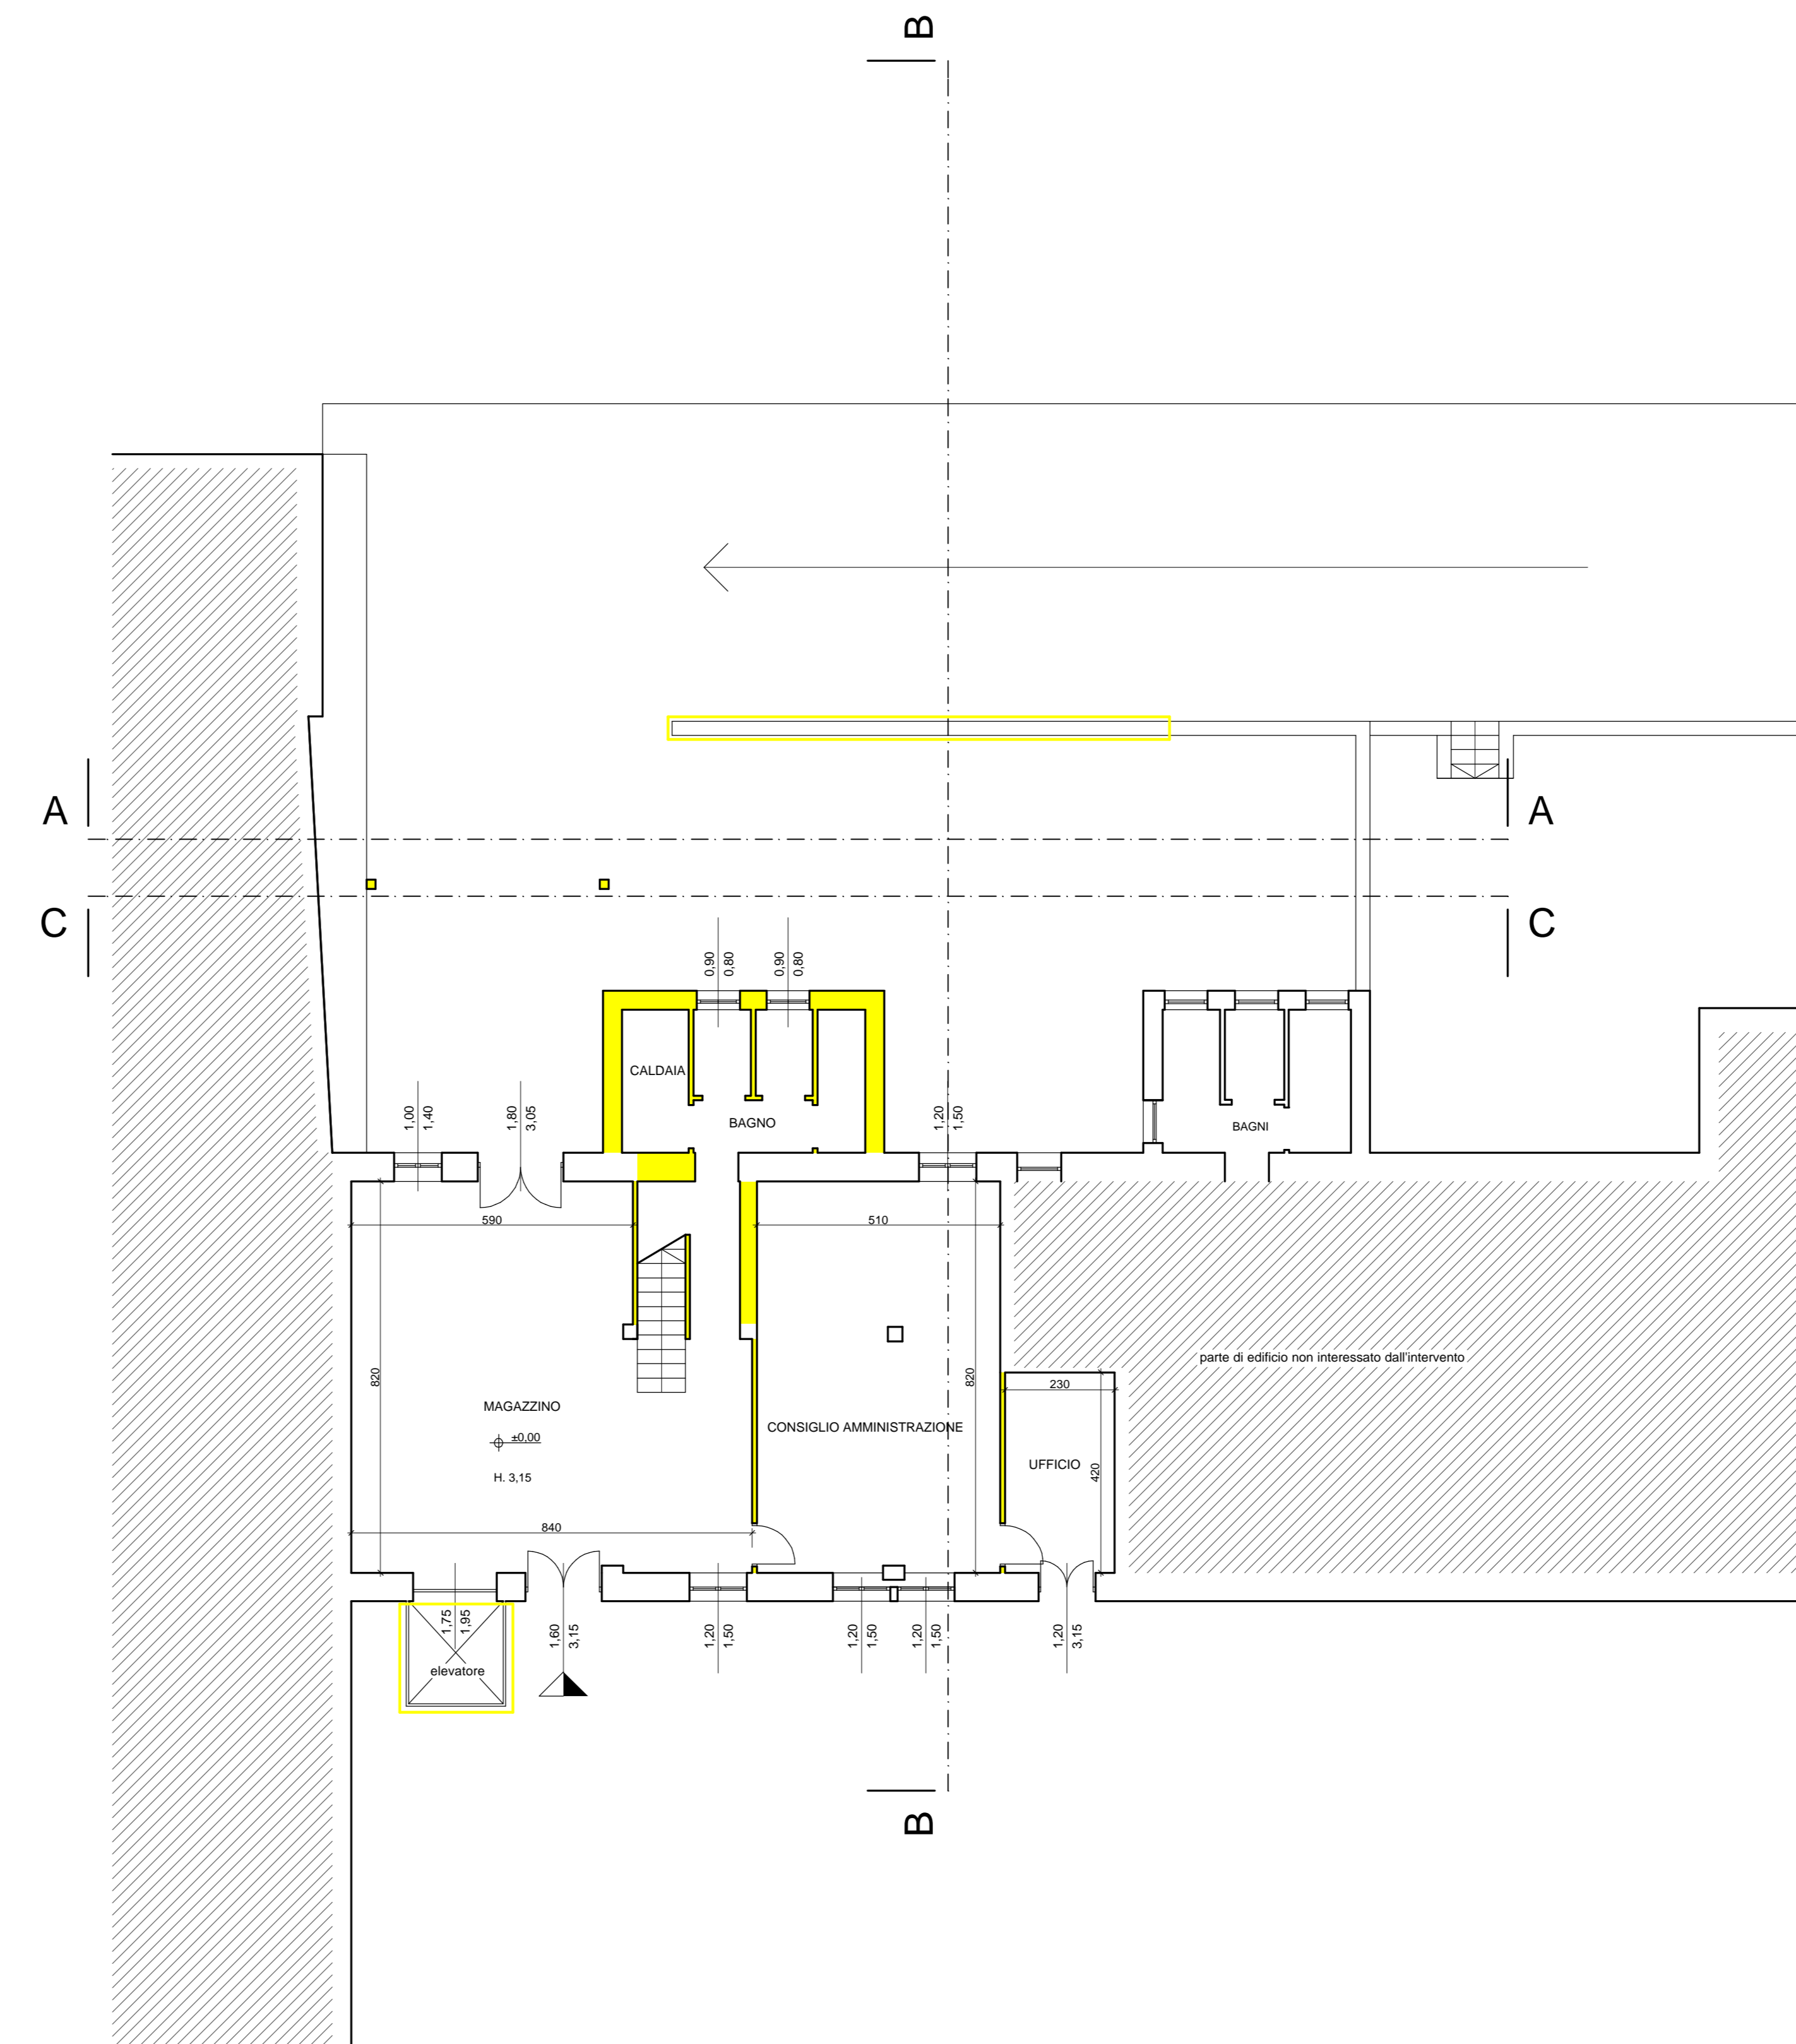 B
A
A
C
C
0,90
0,80
0,90
0,80
CALDAIA
BAGNO
BAGNI
1,00
1,40
1,80
3,05
1,20
1,50
590
510
820
820
parte di edificio non interessato dall'intervento
230
MAGAZZINO
CONSIGLIO AMMINISTRAZIONE
±0,00
UFFICIO
420
H. 3,15
840
1,75
1,95
elevatore
1,60
3,15
1,20
1,50
1,20
1,50
1,20
1,50
1,20
3,15
B